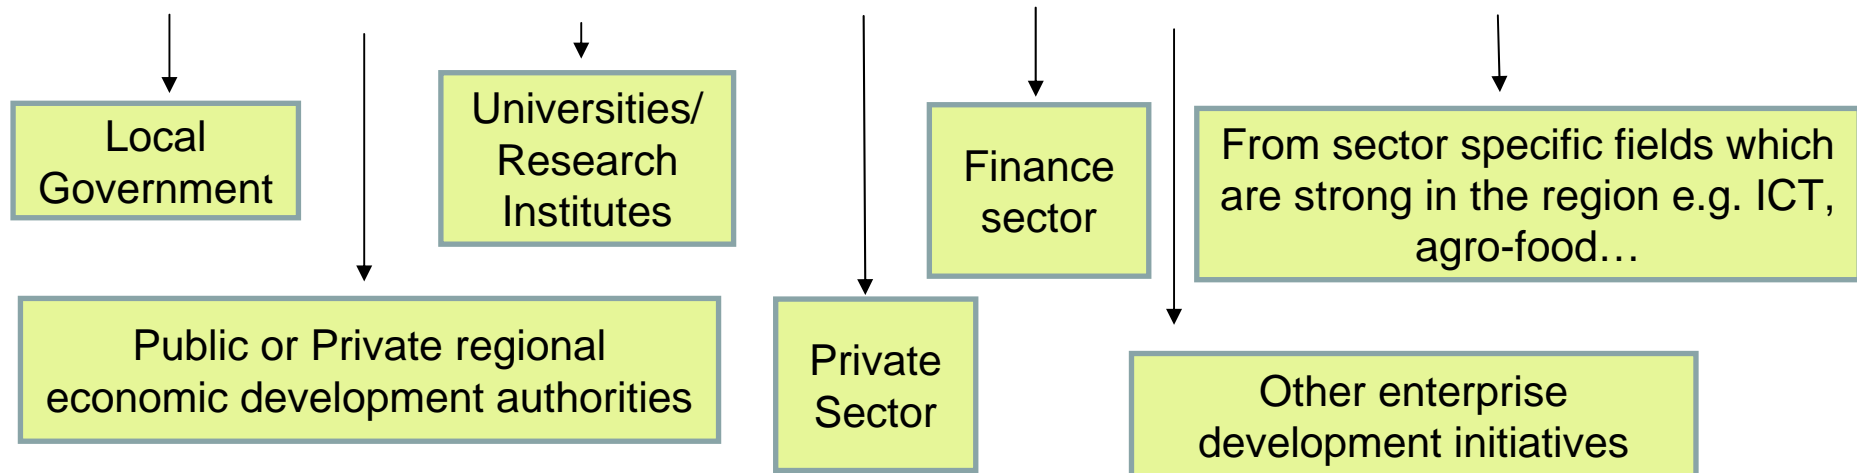 Local
Government
Universities/
Research
Institutes
Finance
sector
From sector specific fields which
are strong in the region e.g. ICT,
agro-food…
Public or Private regional
economic development authorities
Private
Sector
Other enterprise
development initiatives